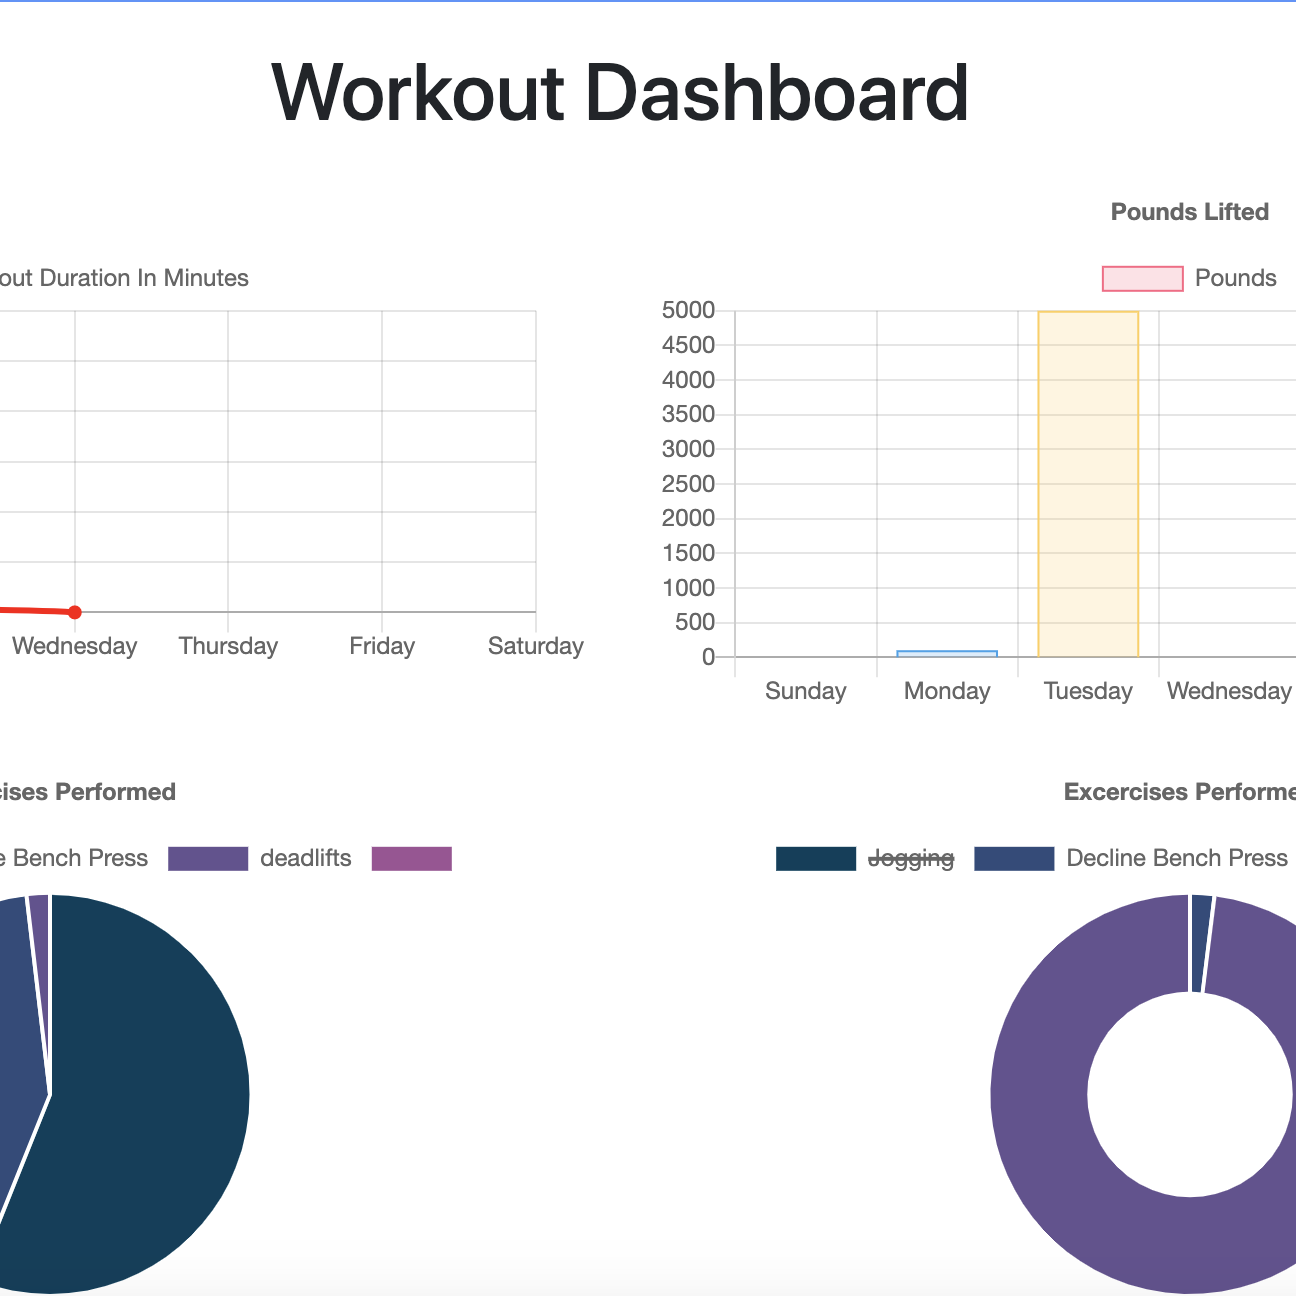 Workout Dashboard
Pounds Lifted
out Duration In Minutes
Pounds
5000
4500
4000
3500
3000
2500
2000
1500
1000
500
0
Wednesday Thursday Friday Saturday
Sunday Monday Tuesday Wednesday
cises Performed
Excercises Performe
e Bench Press deadlifts
Jogging Decline Bench Press